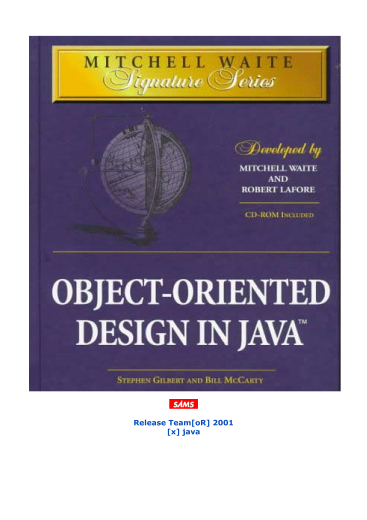 MITCHELL WAITE
Signature Series
Developed by
MITCHELL WAITE
AND
ROBERT LAFORE
CD-ROM INCLUDED
OBJECT-ORIENTED
DESIGN IN JAVA™
STEPHEN GILBERT AND BILL MCCARTY
SAMS
Release Team[oR] 2001
[x] java